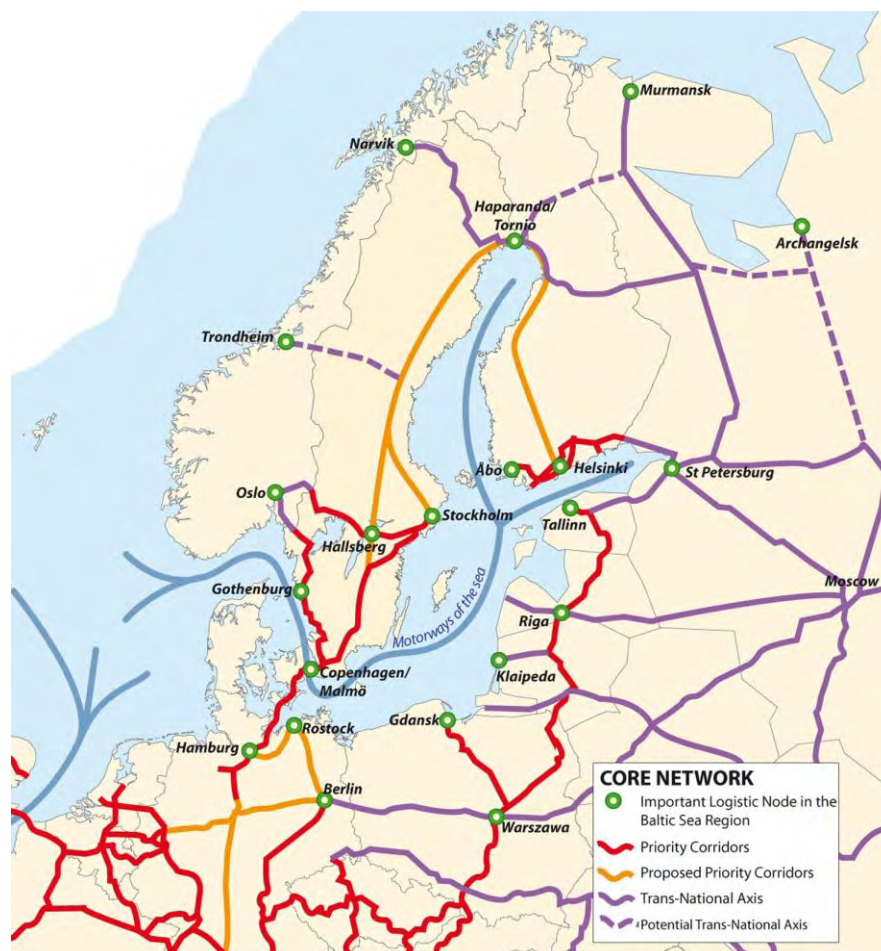 Murmansk
Narvik
Haparanda/
Tornio
Archangelsk
Trondheim
Åbo
Helsinki
St Petersburg
Oslo
Stockholm
Tallinn
Hallsberg
Moscow
Gothenburg
Motorways of the sea
Riga
Copenhagen/
Malmö
Klaipeda
Rostock
Gdansk
Hamburg
Berlin
Warszawa
CORE NETWORK
Important Logistic Node in the
Baltic Sea Region
Priority Corridors
Proposed Priority Corridors
Trans-National Axis
Potential Trans-National Axis